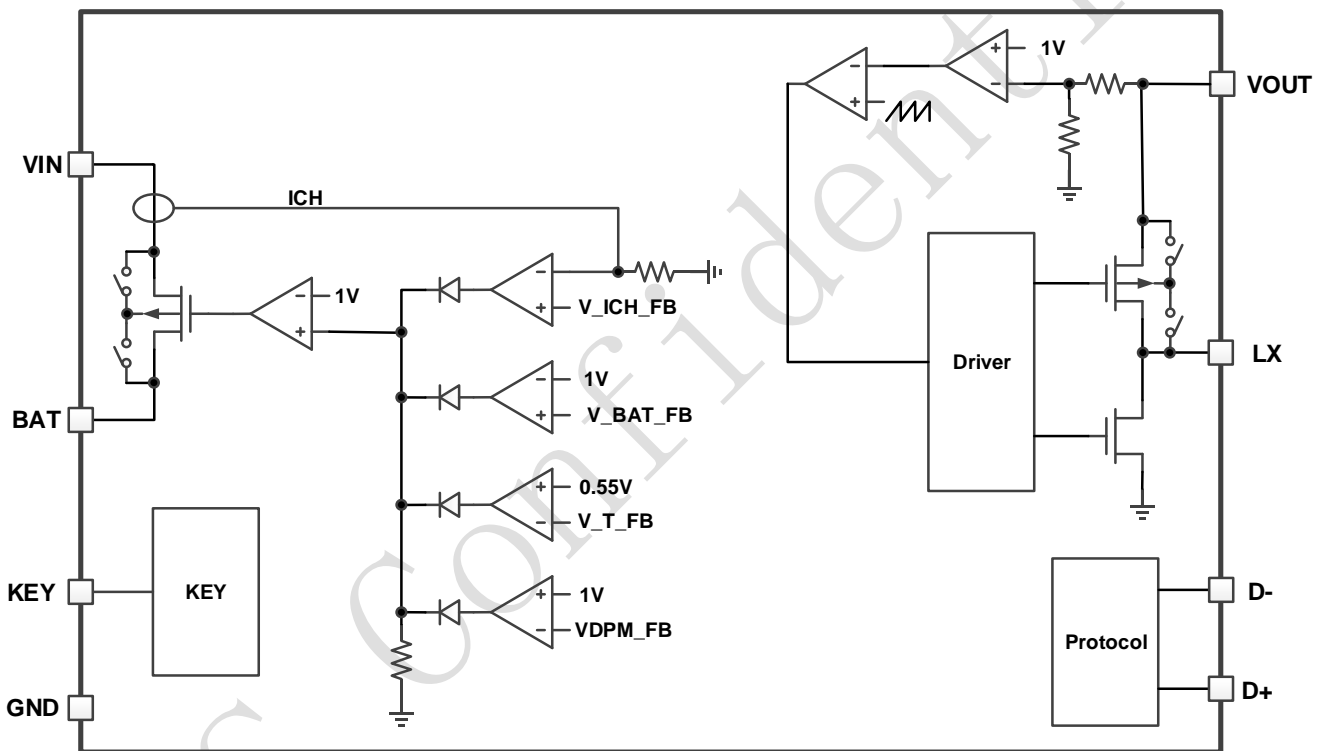 1V
VOUT
VIN
ICH
1V
V_ICH_FB
Driver
LX
1V
V_BAT_FB
BAT
0.55V
V_T_FB
KEY
KEY
1V
VDPM_FB
D-
Protocol
D+
GND
Confident